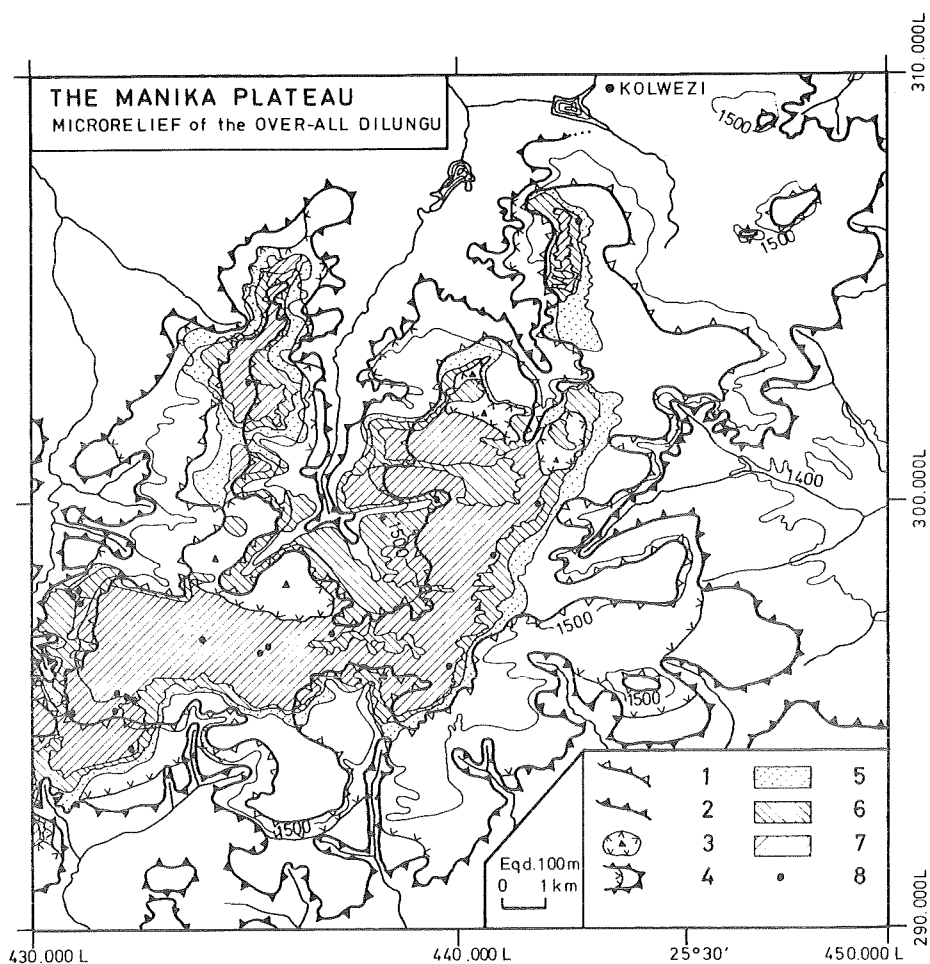 310.000L
THE MANIKA PLATEAU
MICRORELIEF of the OVER-ALL DILUNGU
KOLWEZI
1500
1500
1400
300.000L
1500
1500
1500
1500
1 5
2 6
3 7
4 8
Eqd.100m
0 1km
290.000L
430.000 L
440.000 L
25°30'
450.000 L